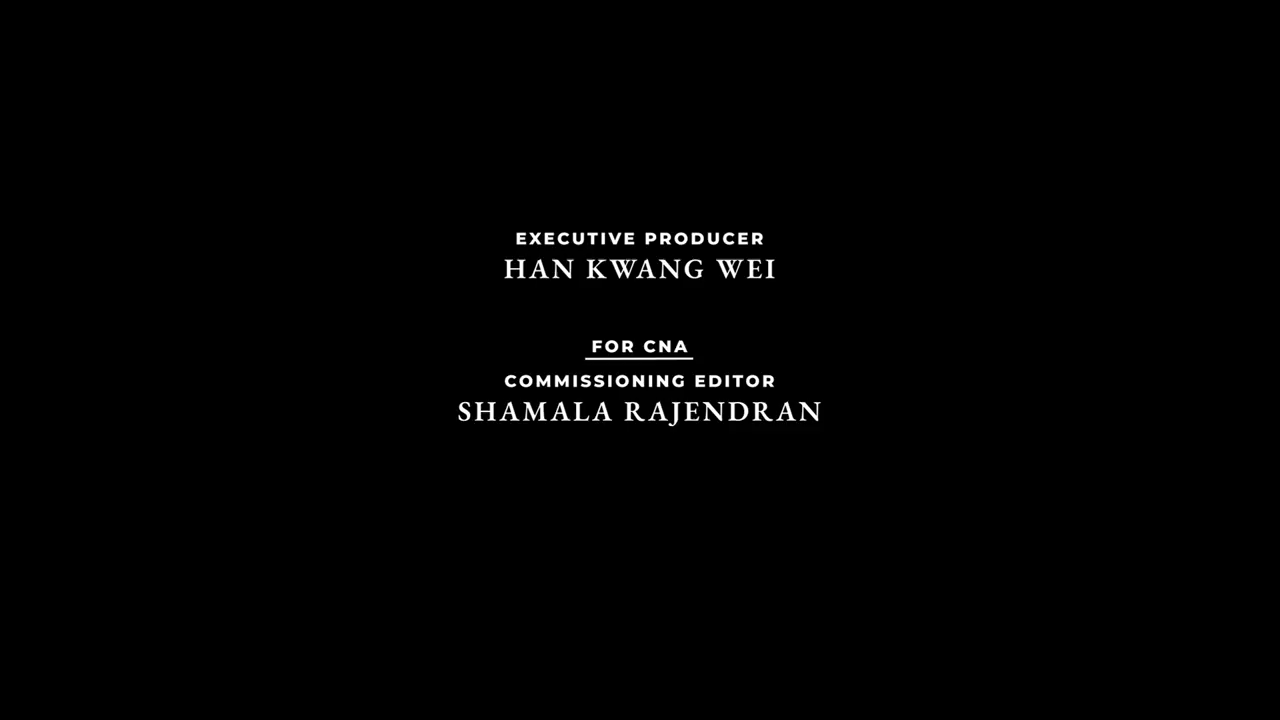 EXECUTIVE PRODUCER
HAN KWANG WEI
FOR CNA
COMMISSIONING EDITOR
SHAMALA RAJENDRAN